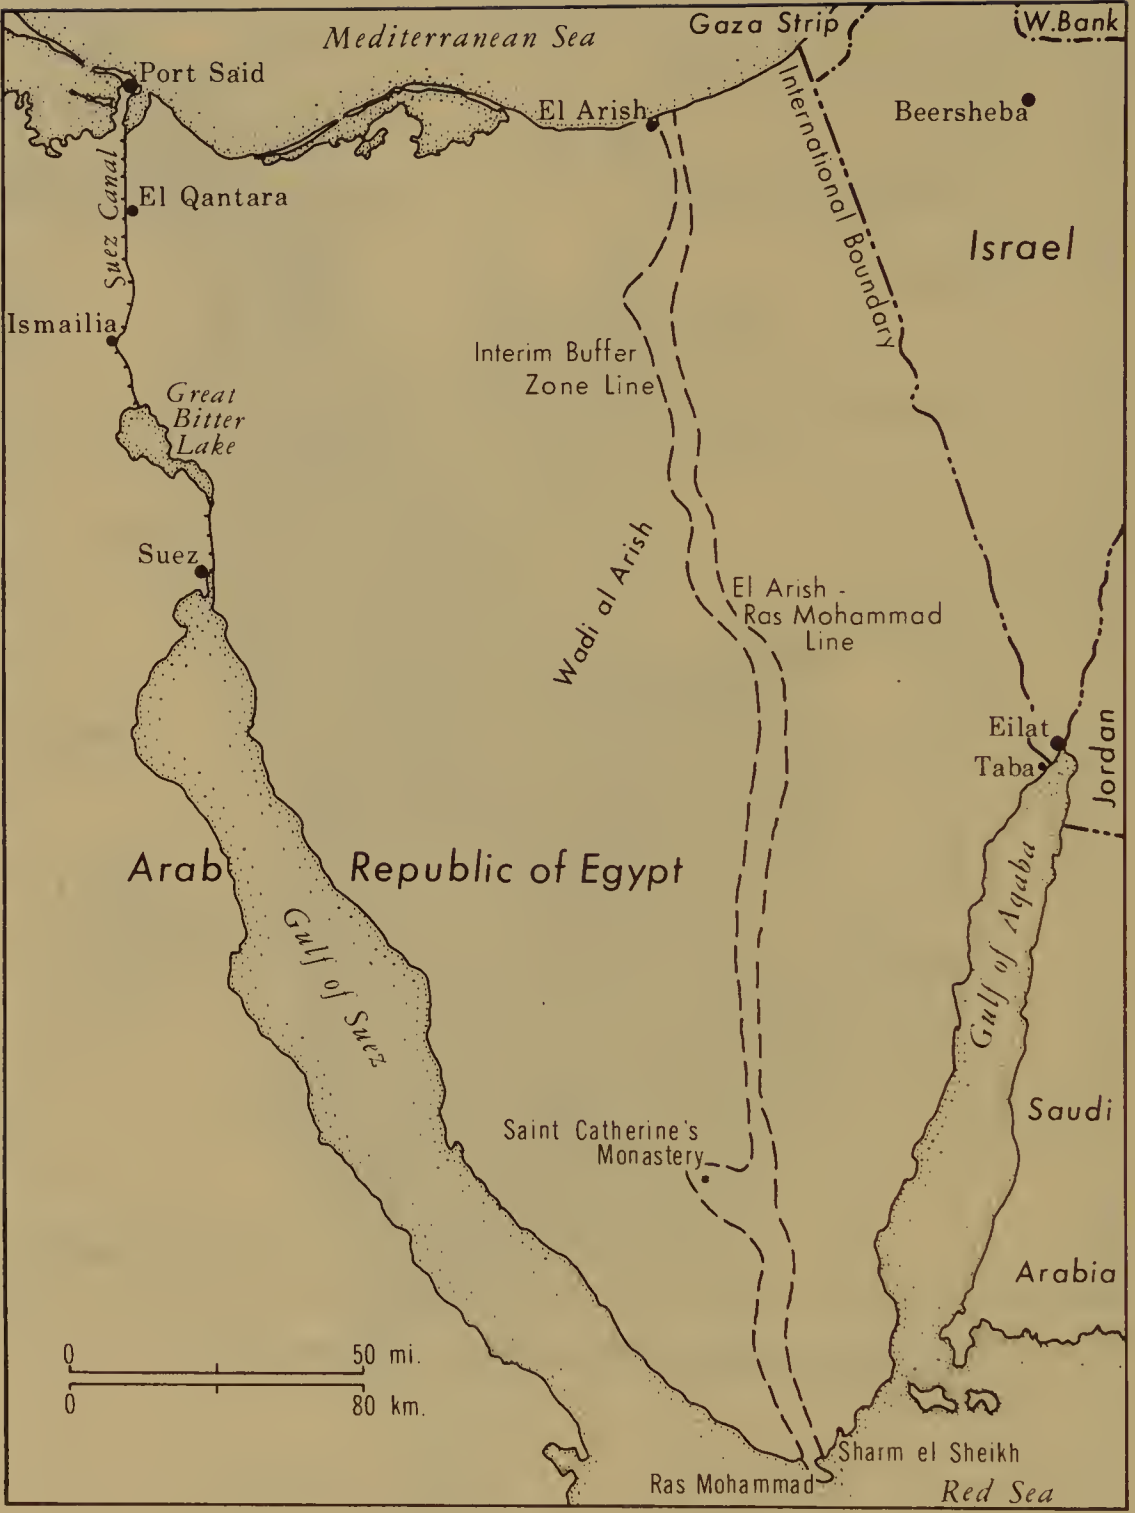 Mediterranean Sea
Gaza Strip
W.Bank
Port Said
El Arish
Beersheba
International Boundary
Suez Canal
El Qantara
Israel
Ismailia
Interim Buffer
Zone Line
Great
Bitter
Lake
Suez
Wadi al Arish
El Arish -
Ras Mohammad
Line
Eilat
Taba
Jordan
Arab Republic of Egypt
Gulf of Suez
Gulf of Aqaba
Saint Catherine's
Monastery
Saudi
Arabia
0 50 mi.
0 80 km.
Sharm el Sheikh
Ras Mohammad
Red Sea